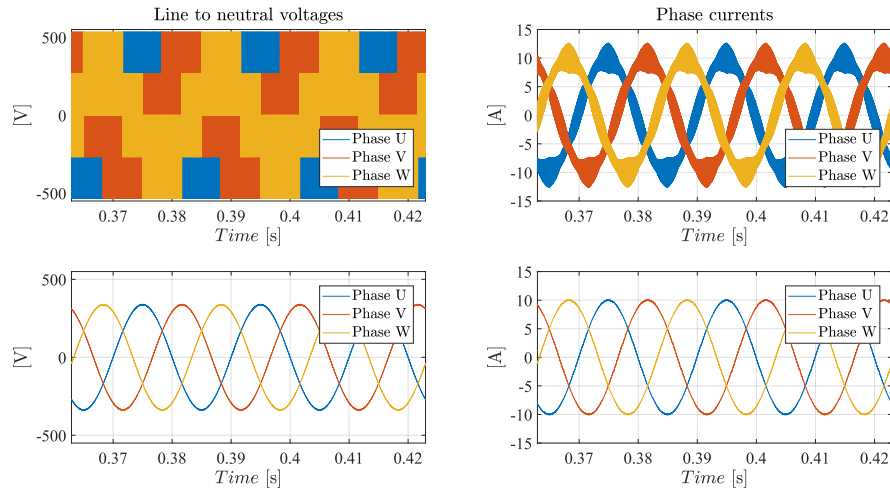 Line to neutral voltages
500
0
-500
[V]
Phase U
Phase V
Phase W
0.37 0.38 0.39 0.4 0.41 0.42
Time [s]
Phase currents
15
10
5
0
-5
-10
-15
[A]
Phase U
Phase V
Phase W
0.37 0.38 0.39 0.4 0.41 0.42
Time [s]
500
0
-500
[V]
Phase U
Phase V
Phase W
0.37 0.38 0.39 0.4 0.41 0.42
Time [s]
15
10
5
0
-5
-10
-15
[A]
Phase U
Phase V
Phase W
0.37 0.38 0.39 0.4 0.41 0.42
Time [s]